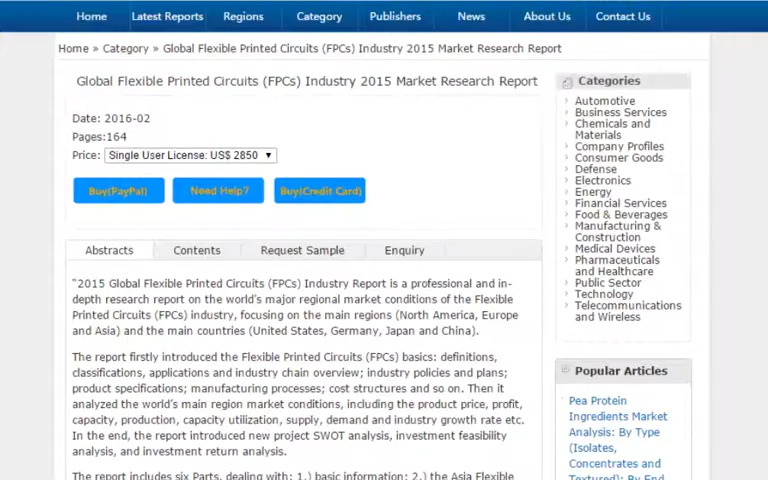 Home Latest Reports Regions Category Publishers News About Us Contact Us
Home » Category » Global Flexible Printed Circuits (FPCs) Industry 2015 Market Research Report
Global Flexible Printed Circuits (FPCs) Industry 2015 Market Research Report
Date: 2016-02
Pages:164
Price: Single User License: US$ 2850
Buy(PayPal) Need Help? Buy(Credit Card)
Abstracts Contents Request Sample Enquiry
"2015 Global Flexible Printed Circuits (FPCs) Industry Report is a professional and in-
depth research report on the world's major regional market conditions of the Flexible
Printed Circuits (FPCs) industry, focusing on the main regions (North America, Europe
and Asia) and the main countries (United States, Germany, Japan and China).
The report firstly introduced the Flexible Printed Circuits (FPCs) basics: definitions,
classifications, applications and industry chain overview; industry policies and plans;
product specifications; manufacturing processes; cost structures and so on. Then it
analyzed the world's main region market conditions, including the product price, profit,
capacity, production, capacity utilization, supply, demand and industry growth rate etc.
In the end, the report introduced new project SWOT analysis, investment feasibility
analysis, and investment return analysis.
The report includes six Parts, dealing with: 1.) basic information; 2.) the Asia Flexible
Categories
Automotive
Business Services
Chemicals and
Materials
Company Profiles
Consumer Goods
Defense
Electronics
Energy
Financial Services
Food & Beverages
Manufacturing &
Construction
Medical Devices
Pharmaceuticals
and Healthcare
Public Sector
Technology
Telecommunications
and Wireless
Popular Articles
Pea Protein
Ingredients Market
Analysis: By Type
(Isolates,
Concentrates and
Textured); By End